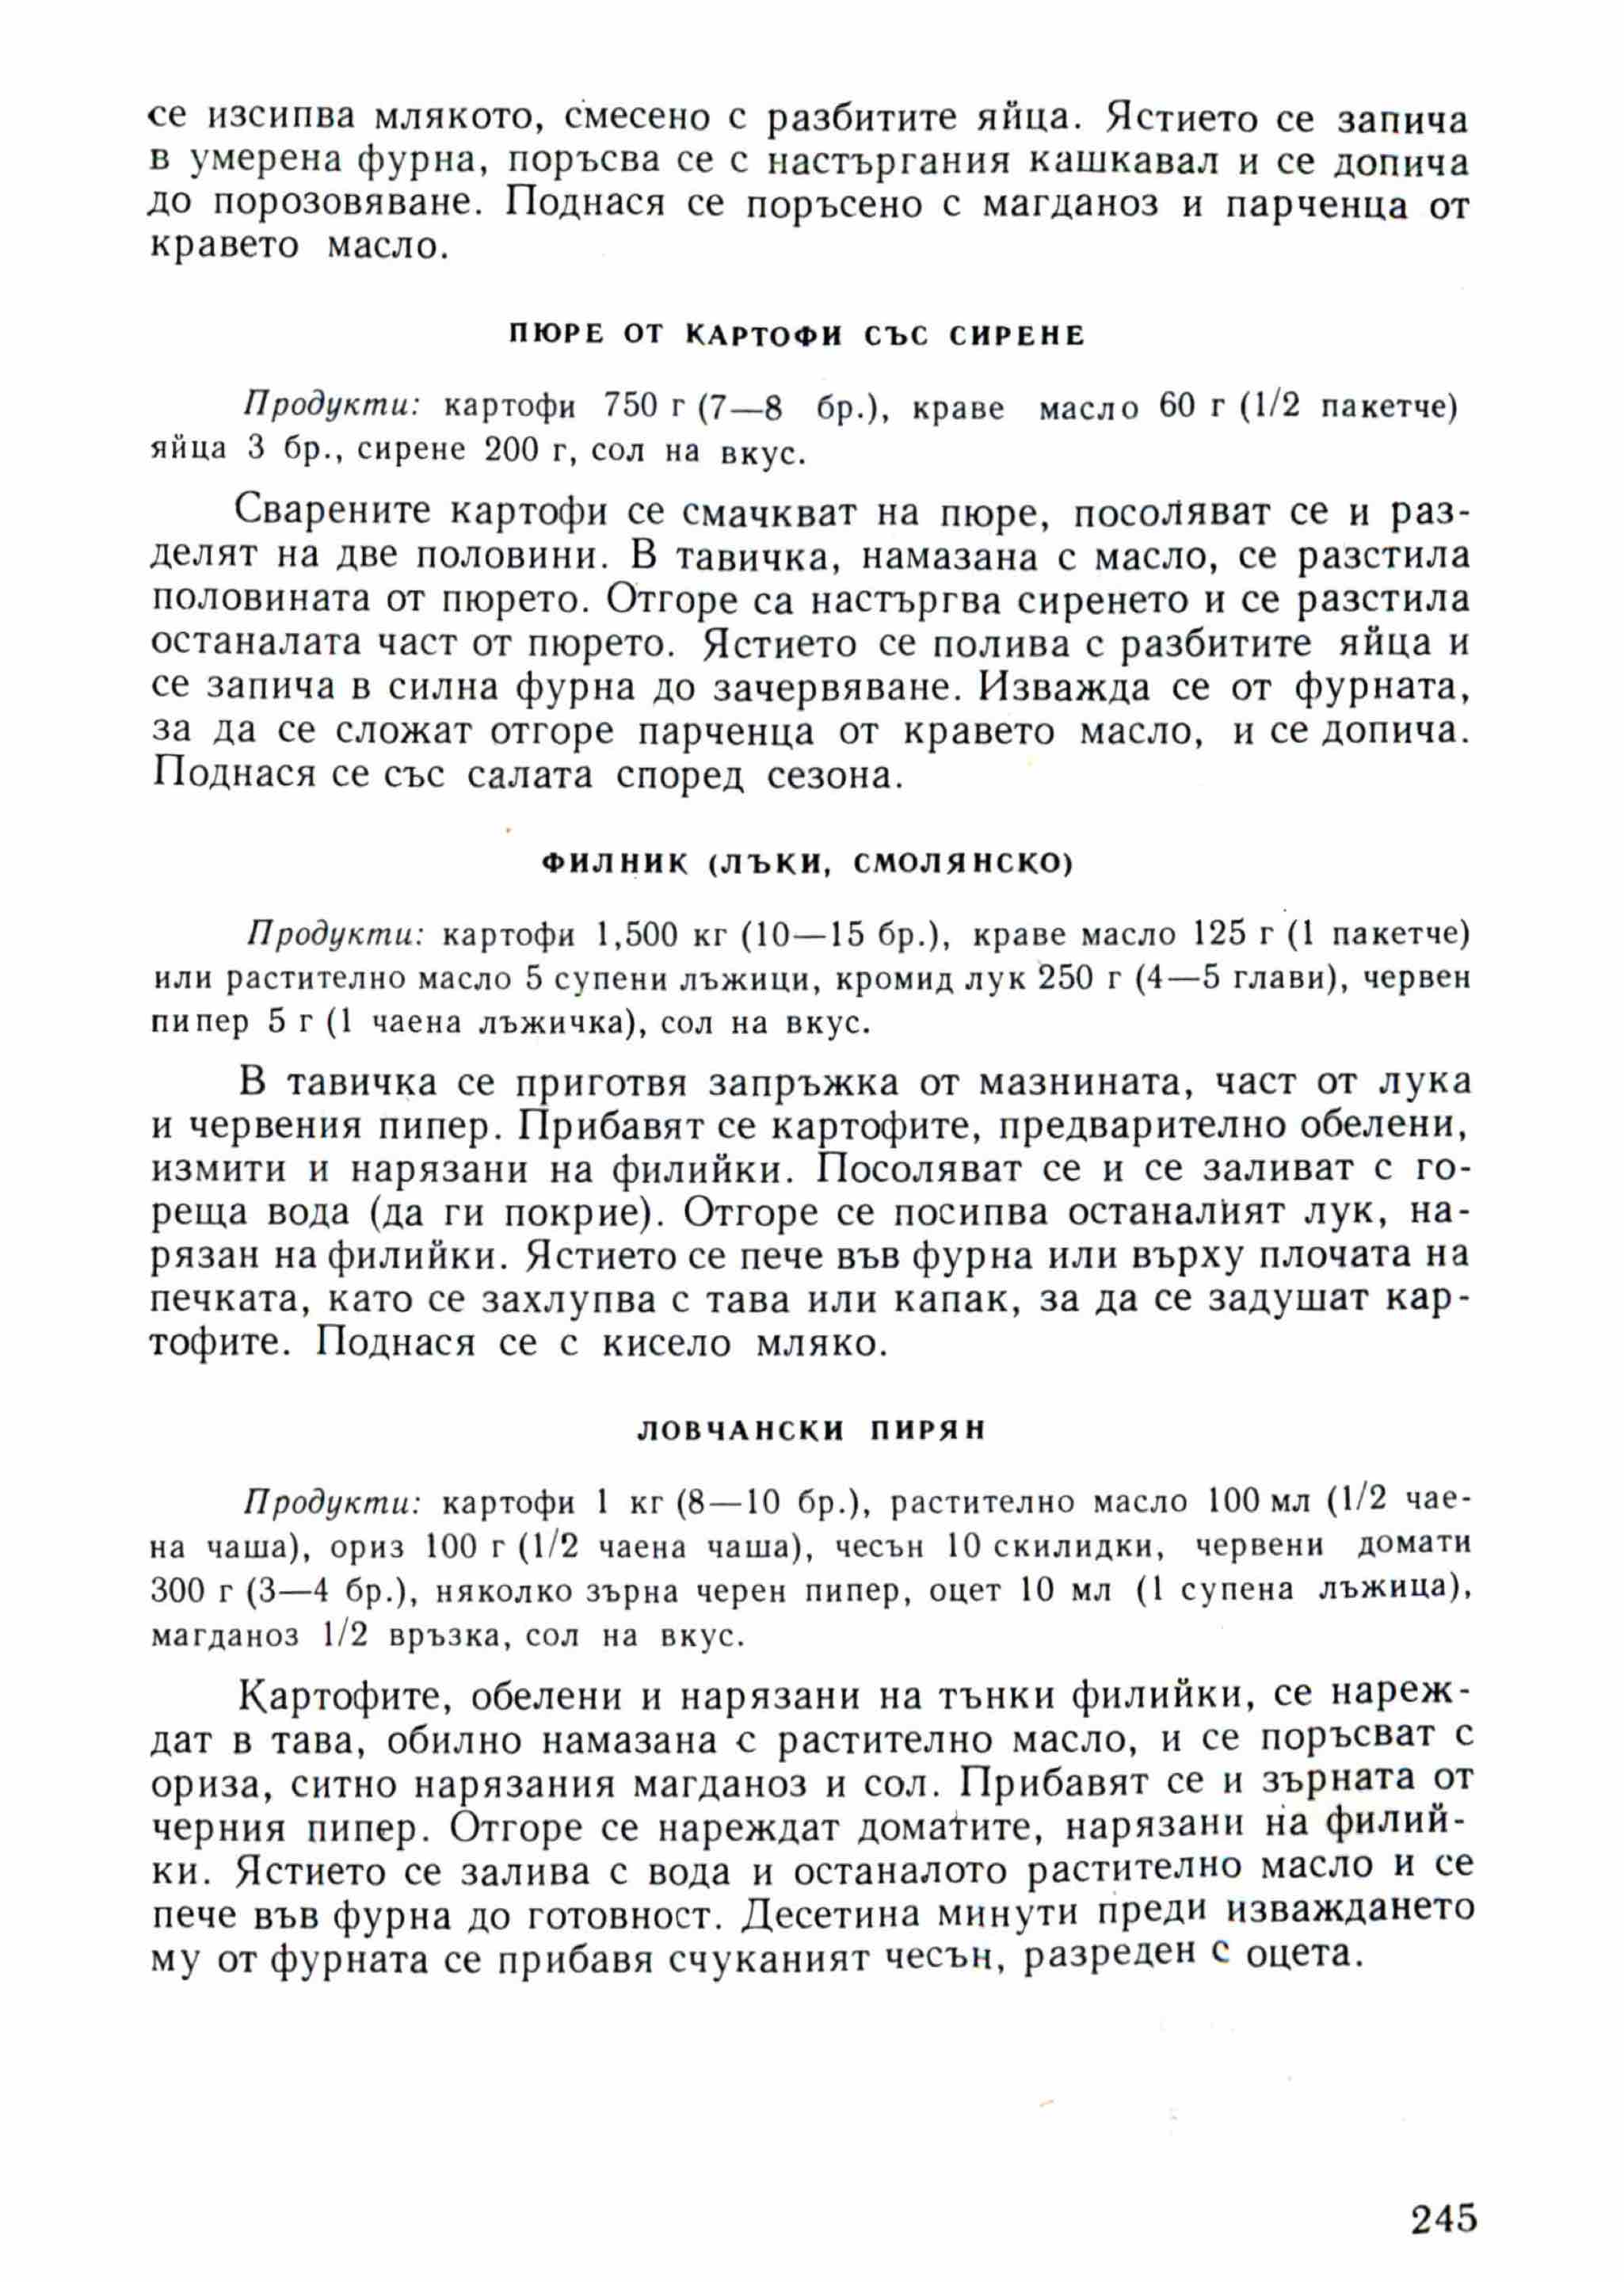 се изсипва млякото, смесено с разбитите яйца. Ястието се запича
в умерена фурна, поръсва се с настъргания кашкавал и се допича
до порозовяване. Поднася се поръсено с магданоз и парченца от
кравето масло.
ПЮРЕ ОТ КАРТОФИ СЪС СИРЕНЕ
Продукти: картофи 750 г (7—8 бр.), краве масло 60 г (1/2 пакетче)
яйца 3 бр., сирене 200 г, сол на вкус.
Сварените картофи се смачкват на пюре, посоляват се и раз-
делят на две половини. В тавичка, намазана с масло, се разстила
половината от пюрето. Отгоре са настъргва сиренето и се разстила
останалата част от пюрето. Ястието се полива с разбитите яйца и
се запича в силна фурна до зачервяване. Изважда се от фурната,
за да се сложат отгоре парченца от кравето масло, и се допича.
Поднася се със салата според сезона.
ФИЛНИК (ЛЪКИ, СМОЛЯНСКО)
Продукти: картофи 1,500 кг (10—15 бр.), краве масло 125 г (1 пакетче)
или растително масло 5 супени лъжици, кромид лук 250 г (4—5 глави), червен
пипер 5 г (1 чаена лъжичка), сол на вкус.
В тавичка се приготвя запръжка от мазнината, част от лука
и червения пипер. Прибавят се картофите, предварително обелени,
измити и нарязани на филийки. Посоляват се и се заливат с го-
реща вода (да ги покрие). Отгоре се посипва останалият лук, на-
рязан на филийки. Ястието се пече във фурна или върху плочата на
печката, като се захлупва с тава или капак, за да се задушат кар-
тофите. Поднася се с кисело мляко.
ЛОВЧАНСКИ ПИРЯН
Продукти: картофи 1 кг (8—10 бр.), растително масло 100 мл (1/2 чае-
на чаша), ориз 100 г (1/2 чаена чаша), чесън 10 скилидки, червени домати
300 г (3—4 бр.), няколко зърна черен пипер, оцет 10 мл (1 супена лъжица),
магданоз 1/2 връзка, сол на вкус.
Картофите, обелени и нарязани на тънки филийки, се нареж-
дат в тава, обилно намазана с растително масло, и се поръсват с
ориза, ситно нарязания магданоз и сол. Прибавят се и зърната от
черния пипер. Отгоре се нареждат доматите, нарязани на филий-
ки. Ястието се залива с вода и останалото растително масло и се
пече във фурна до готовност. Десетина минути преди изваждането
му от фурната се прибавя счуканият чесън, разреден с оцета.
245